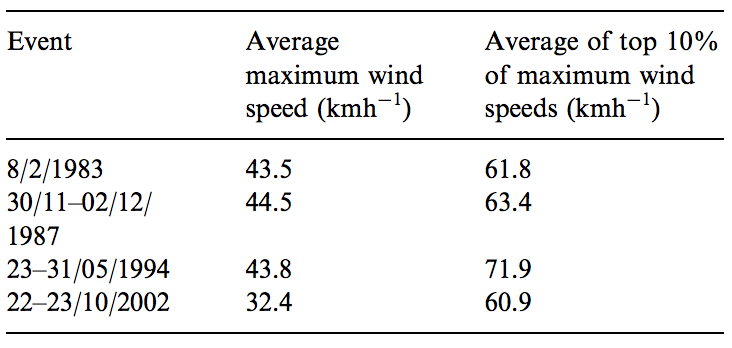 Event Average Average of top 10%
maximum wind of maximum wind
speed (kmh−1) speeds (kmh−1)
8/2/1983 43.5 61.8
30/11–02/12/ 44.5 63.4
1987
23–31/05/1994 43.8 71.9
22–23/10/2002 32.4 60.9